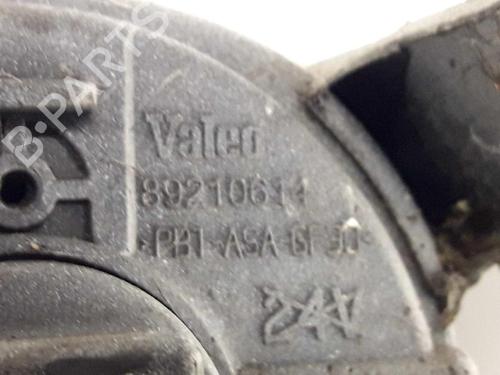 Valeo
89210614
>PBT-ASA GF30<
24V
B-PARTS